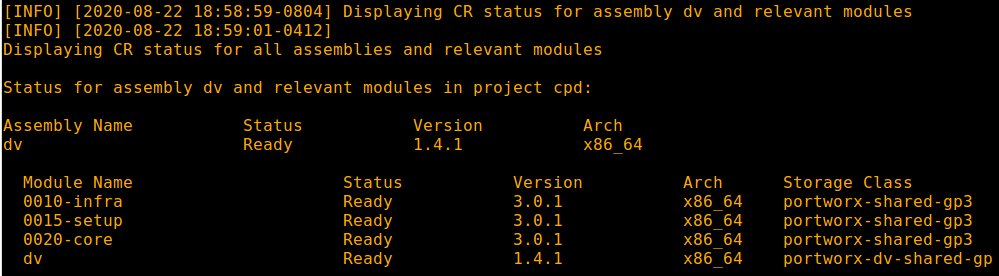 [INFO] [2020-08-22 18:58:59-0804] Displaying CR status for assembly dv and relevant modules
[INFO] [2020-08-22 18:59:01-0412]
Displaying CR status for all assemblies and relevant modules
Status for assembly dv and relevant modules in project cpd:
Assembly Name Status Version Arch
dv Ready 1.4.1 x86_64
Module Name Status Version Arch Storage Class
0010-infra Ready 3.0.1 x86_64 portworx-shared-gp3
0015-setup Ready 3.0.1 x86_64 portworx-shared-gp3
0020-core Ready 3.0.1 x86_64 portworx-shared-gp3
dv Ready 1.4.1 x86_64 portworx-dv-shared-gp